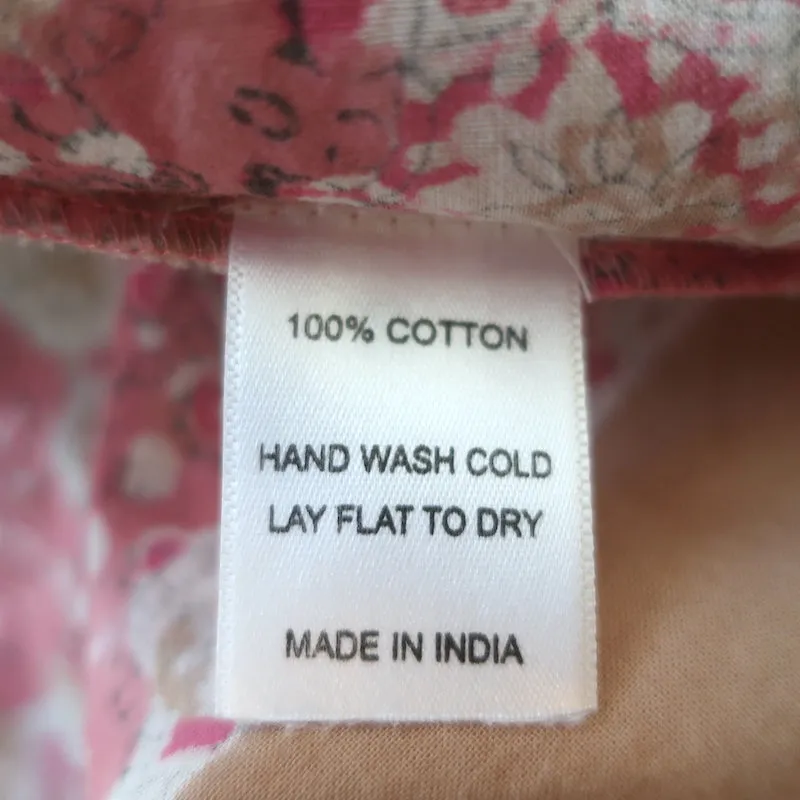 100% COTTON
HAND WASH COLD
LAY FLAT TO DRY
MADE IN INDIA